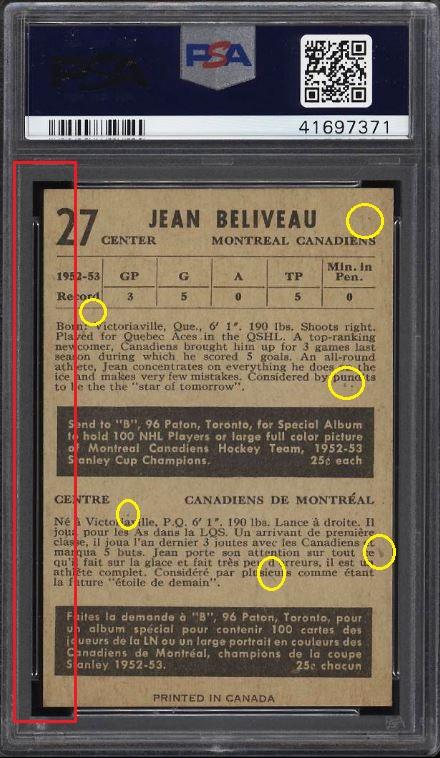 PSA
PSA
41697371
27 JEAN BELIVEAU
CENTER MONTREAL CANADIENS
1952-53 GP G A TP Min. in Pen.
Record 3 5 0 5 0
Born: Victoriaville, Que., 6' 1". 190 lbs. Shoots right.
Played for Quebec Aces in the QSHL. A top-ranking
newcomer, Canadiens brought him up for 3 games last
season during which he scored 5 goals. An all-round
athlete, Jean concentrates on everything he does on the
ice and makes very few mistakes. Considered by pundits
to be the the "star of tomorrow".
Send to "B", 96 Paton, Toronto, for Special Album
to hold 100 NHL Players or large full color picture
of Montreal Canadiens Hockey Team, 1952-53
Stanley Cup Champions. 25¢ each
CENTRE CANADIENS DE MONTRÉAL
Né à Victoriaville, P.Q. 6' 1". 190 lbs. Lance à droite. Il
joua pour les As dans la LQS. Un arrivant de première
classe, il joua l'an dernier 3 joutes avec les Canadiens et
marqua 5 buts. Jean porte son attention sur tout ce
qu'il fait sur la glace et fait très peu d'erreurs, il est un
athlète complet. Considéré par plusieurs comme étant
la future "étoile de demain".
Faites la demande à "B", 96 Paton, Toronto, pour
un album spécial pour contenir 100 cartes des
joueurs de la LN ou un large portrait en couleurs des
Canadiens de Montréal, champions de la coupe
Stanley 1952-53. 25¢ chacun
PRINTED IN CANADA